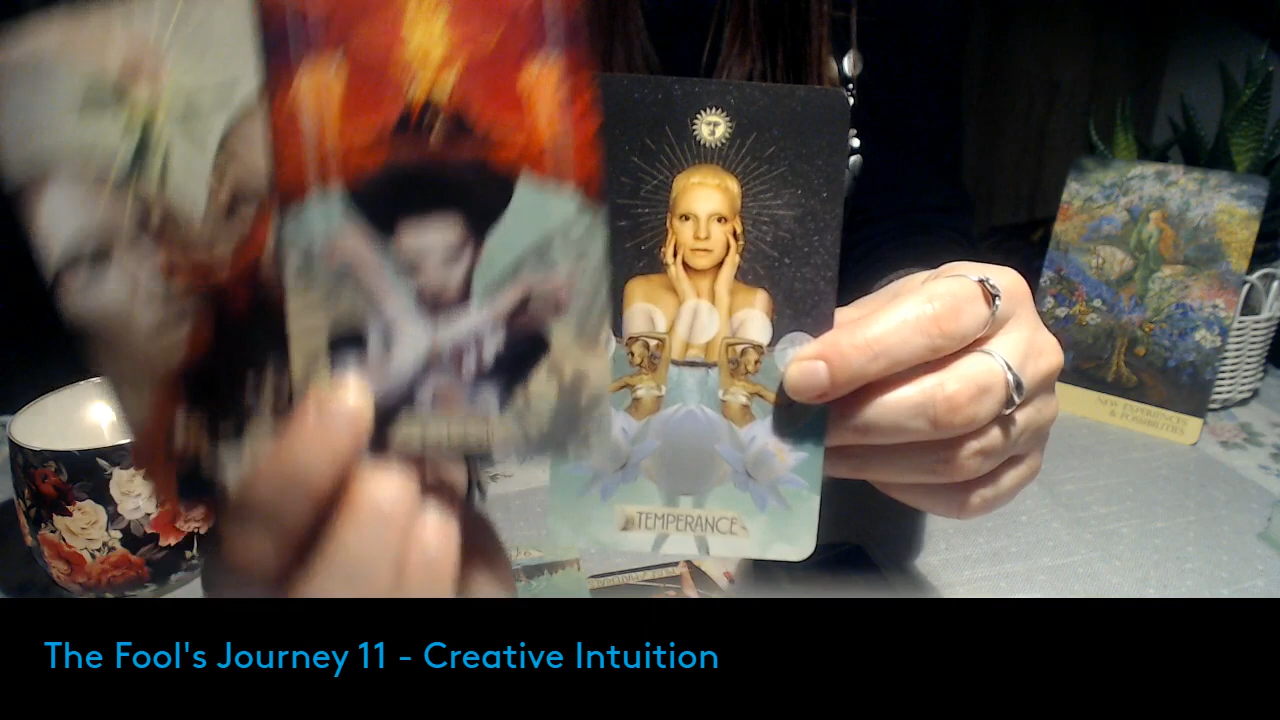 TEMPERANCE
NEW EXPERIENCES
& POSSIBILITIES
The Fool's Journey 11 - Creative Intuition